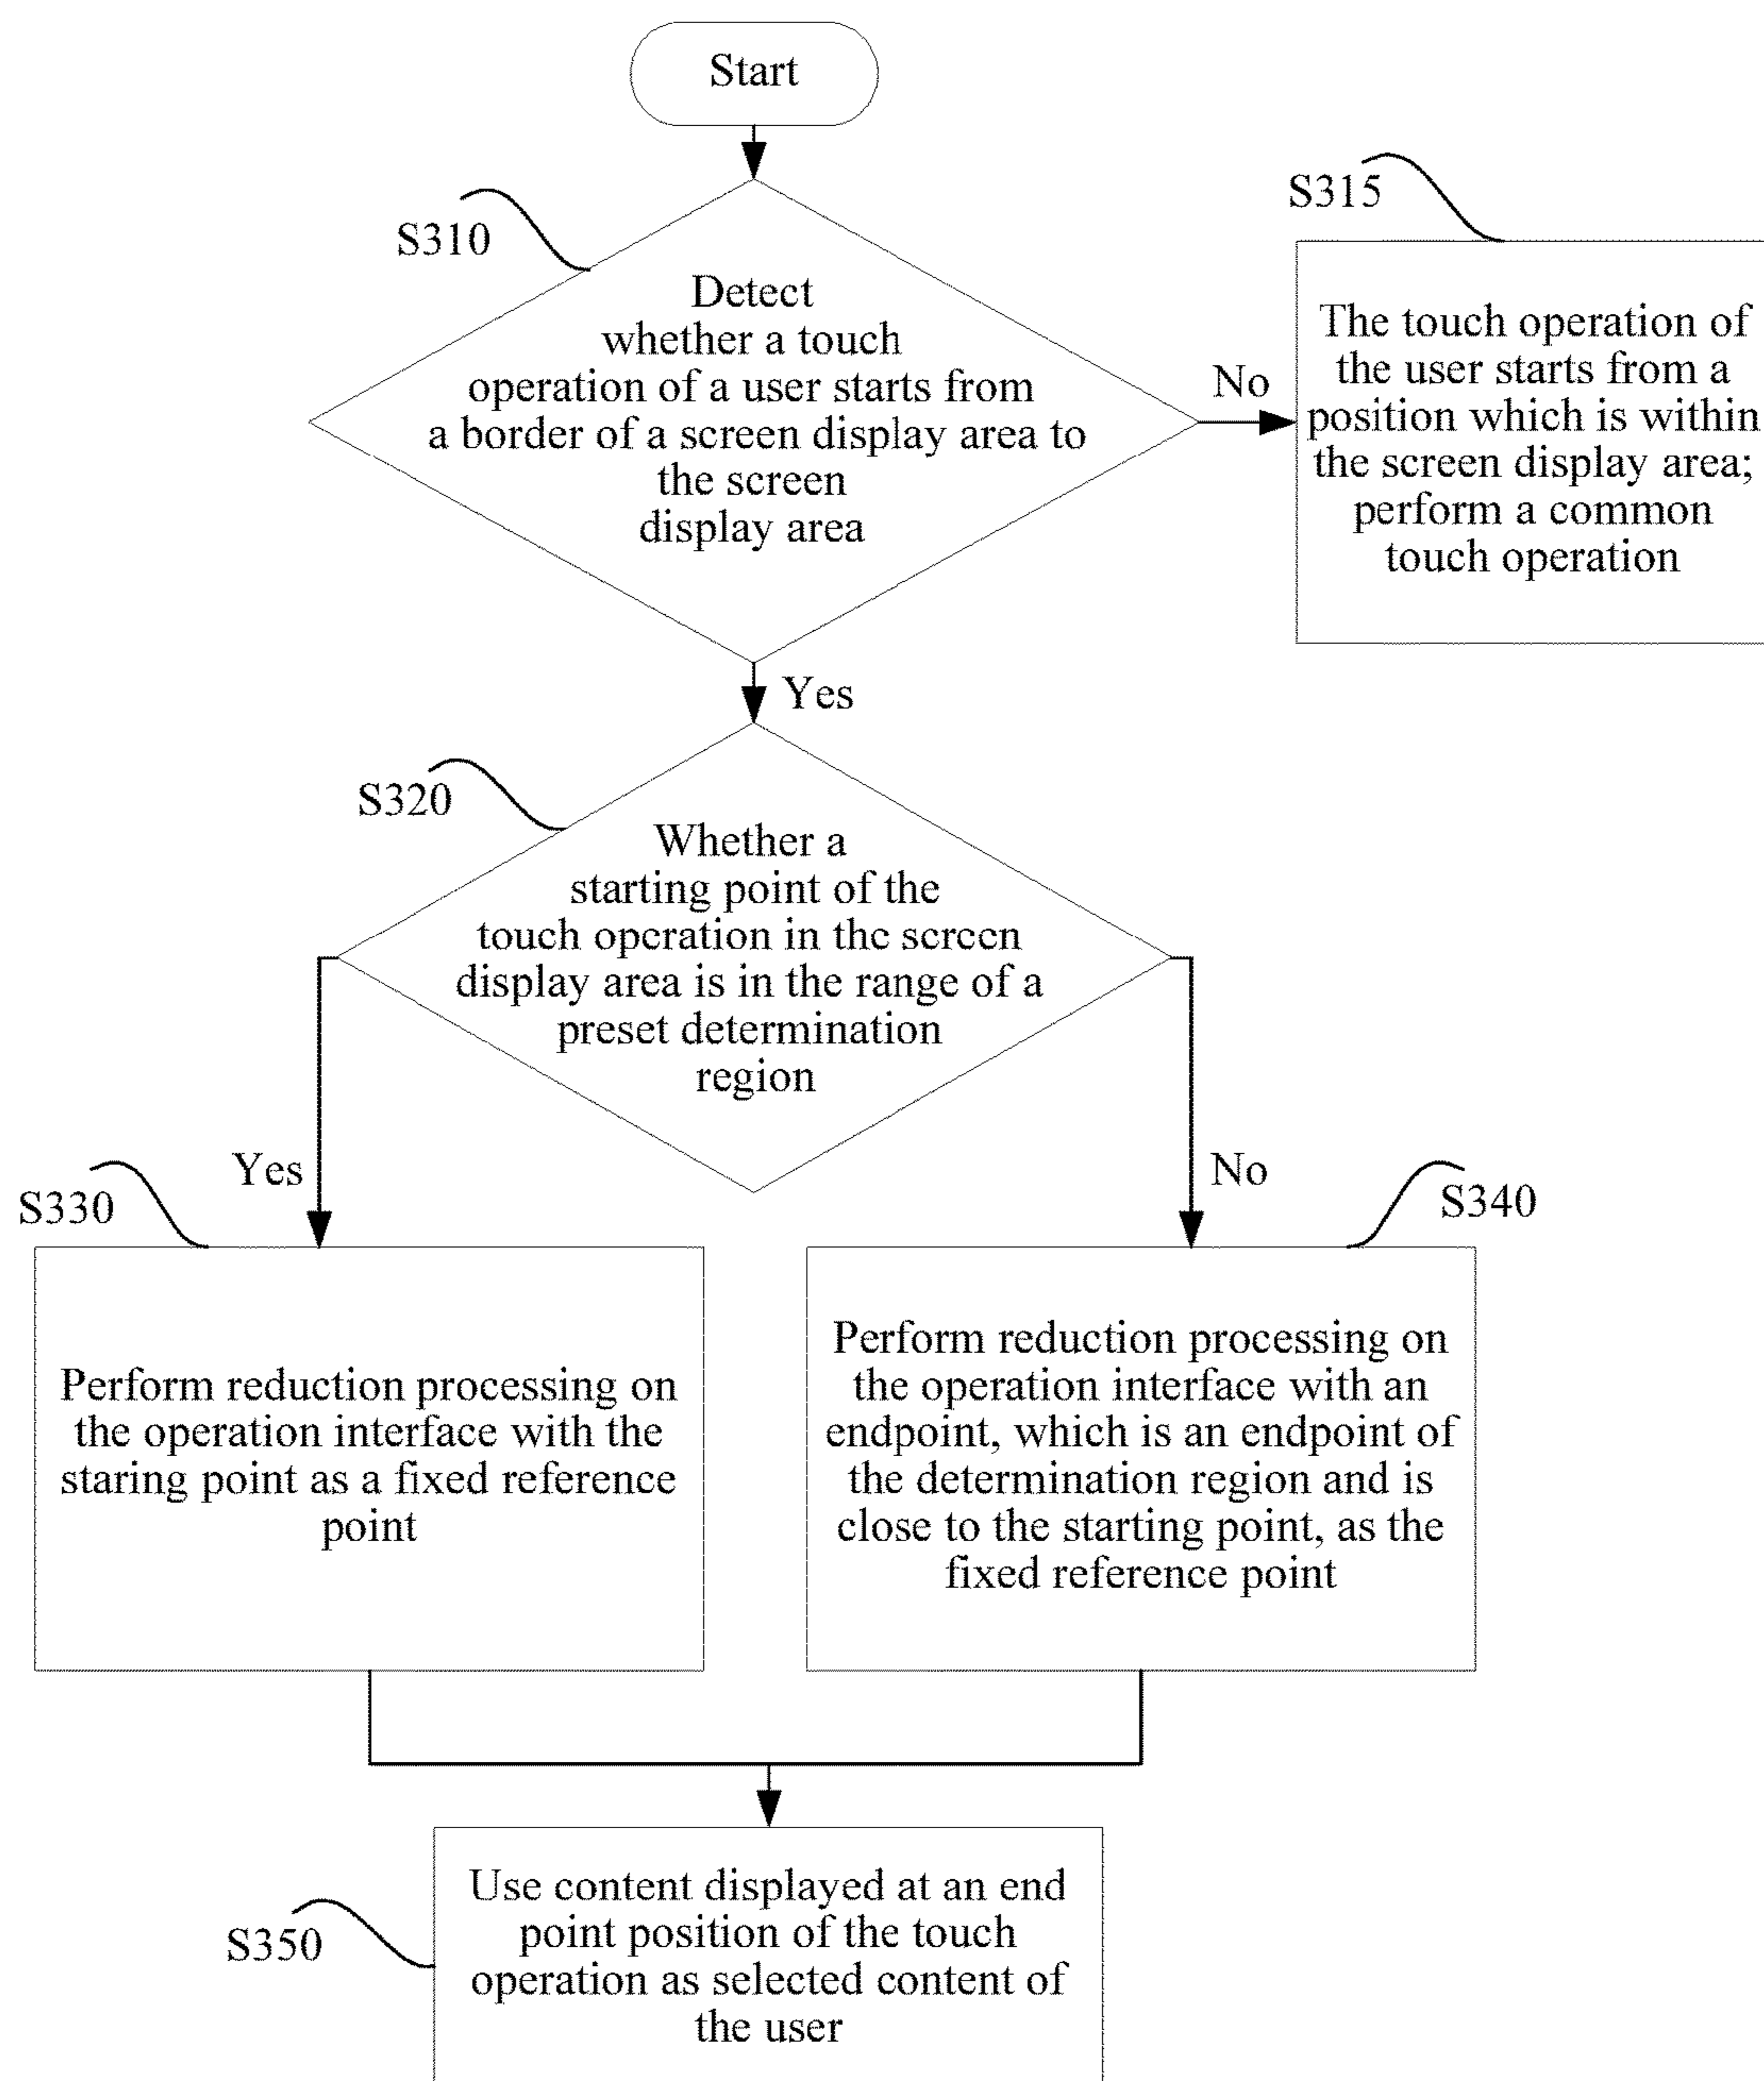 Start
S310
Detect
whether a touch
operation of a user starts from
a border of a screen display area to
the screen
display area
No
S315
The touch operation of
the user starts from a
position which is within
the screen display area;
perform a common
touch operation
Yes
S320
Whether a
starting point of the
touch operation in the screen
display area is in the range of a
preset determination
region
Yes
No
S330
Perform reduction processing on
the operation interface with the
staring point as a fixed reference
point
S340
Perform reduction processing on
the operation interface with an
endpoint, which is an endpoint of
the determination region and is
close to the starting point, as the
fixed reference point
S350
Use content displayed at an end
point position of the touch
operation as selected content of
the user